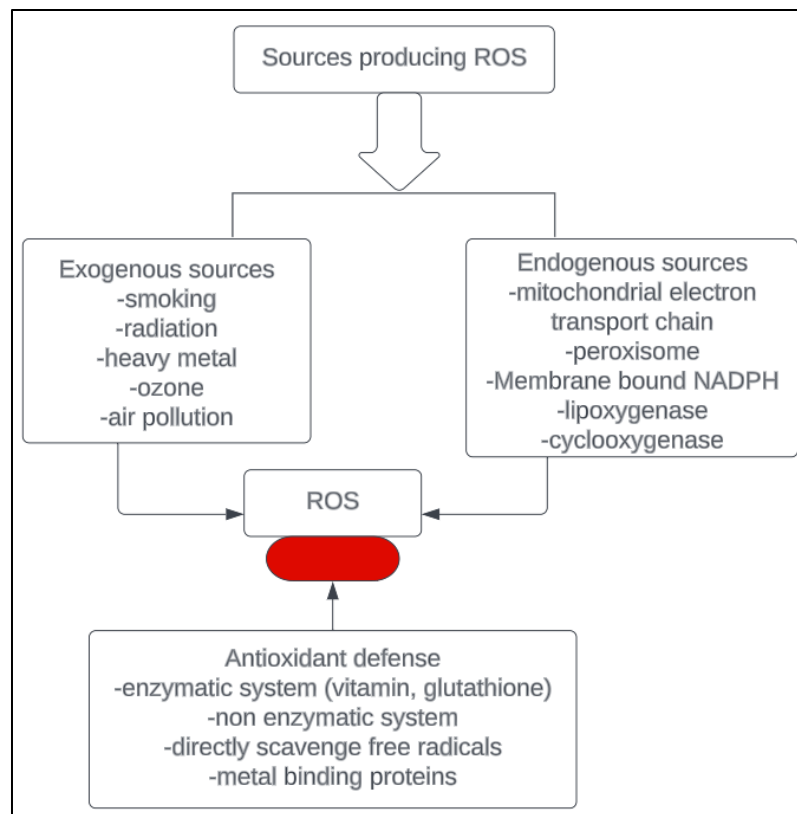 Sources producing ROS
Exogenous sources
-smoking
-radiation
-heavy metal
-ozone
-air pollution
Endogenous sources
-mitochondrial electron
transport chain
-peroxisome
-Membrane bound NADPH
-lipoxygenase
-cyclooxygenase
ROS
Antioxidant defense
-enzymatic system (vitamin, glutathione)
-non enzymatic system
-directly scavenge free radicals
-metal binding proteins